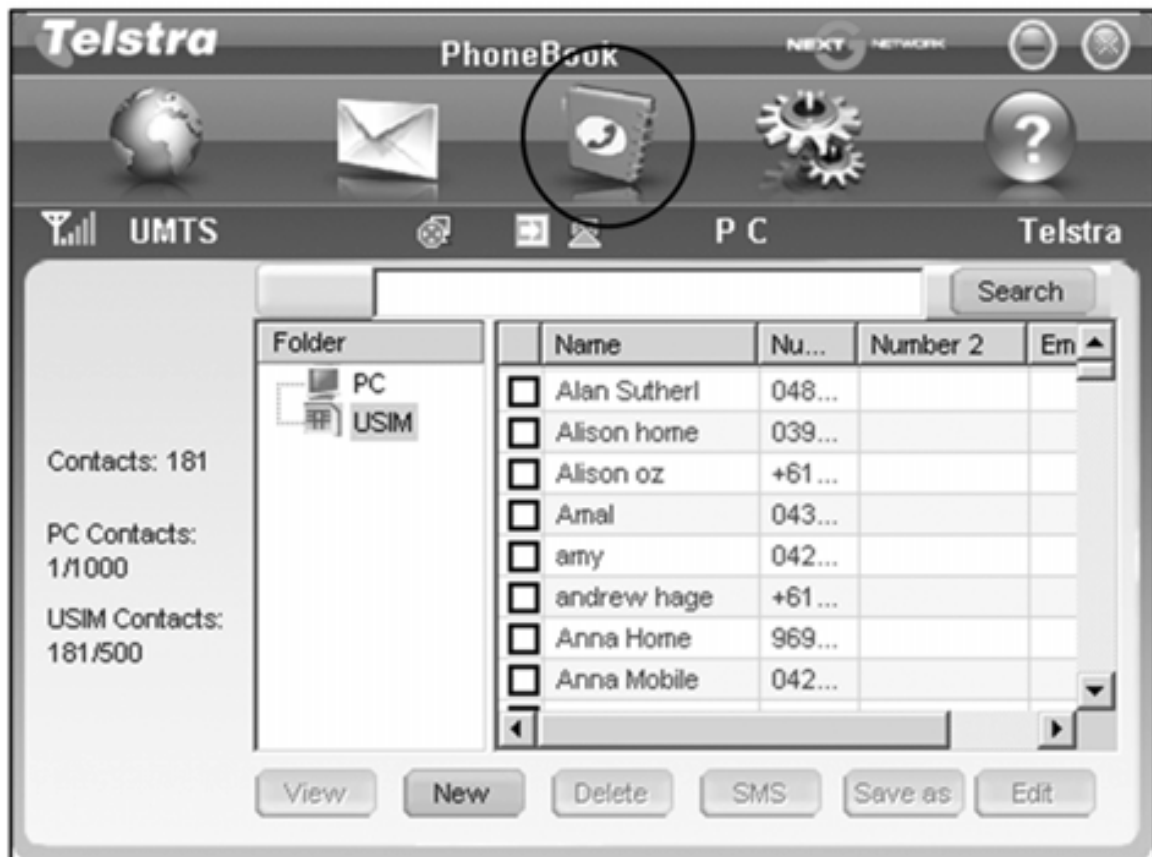 Telstra PhoneBook NEXT G NETWORK
?
UMTS PC Telstra
Search
Folder
PC
USIM
Contacts: 181
PC Contacts:
1/1000
USIM Contacts:
181/500
Name Nu... Number 2 Em
Alan Sutherl 048...
Alison home 039...
Alison oz +61...
Amal 043...
amy 042...
andrew hage +61...
Anna Home 969...
Anna Mobile 042...
View New Delete SMS Save as Edit